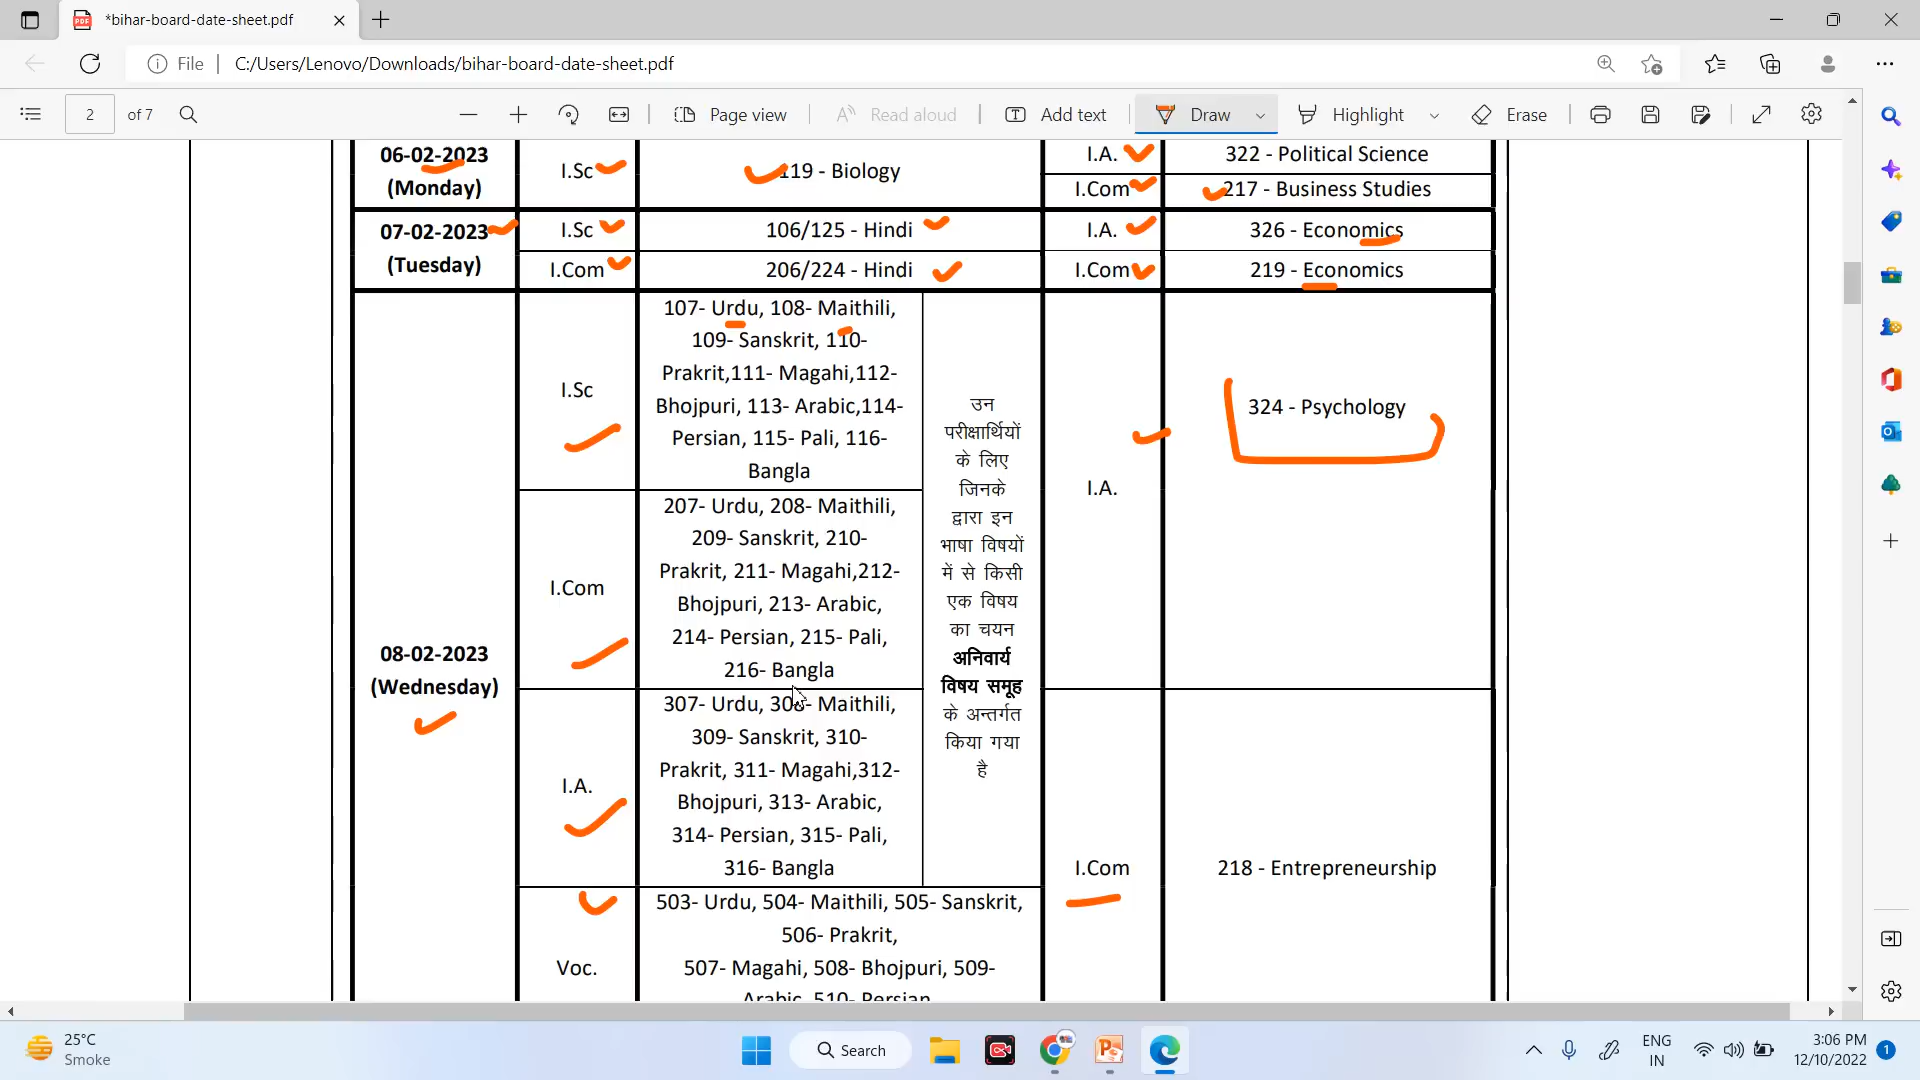 *bihar-board-date-sheet.pdf
File
C:/Users/Lenovo/Downloads/bihar-board-date-sheet.pdf
2 of 7
Page view
Read aloud
Add text
Draw
Highlight
Erase
06-02-2023
(Monday)
I.Sc
119 - Biology
I.A.
322 - Political Science
I.Com
217 - Business Studies
07-02-2023
(Tuesday)
I.Sc
106/125 - Hindi
I.A.
326 - Economics
I.Com
206/224 - Hindi
I.Com
219 - Economics
08-02-2023
(Wednesday)
I.Sc
107- Urdu, 108- Maithili,
109- Sanskrit, 110-
Prakrit,111- Magahi,112-
Bhojpuri, 113- Arabic,114-
Persian, 115- Pali, 116-
Bangla
I.Com
207- Urdu, 208- Maithili,
209- Sanskrit, 210-
Prakrit, 211- Magahi,212-
Bhojpuri, 213- Arabic,
214- Persian, 215- Pali,
216- Bangla
I.A.
307- Urdu, 308- Maithili,
309- Sanskrit, 310-
Prakrit, 311- Magahi,312-
Bhojpuri, 313- Arabic,
314- Persian, 315- Pali,
316- Bangla
Voc.
503- Urdu, 504- Maithili, 505- Sanskrit,
506- Prakrit,
507- Magahi, 508- Bhojpuri, 509-
Arabic, 510- Persian
उन
परीक्षार्थियों
के लिए
जिनके
द्वारा इन
भाषा विषयों
में से किसी
एक विषय
का चयन
अनिवार्य
विषय समूह
के अन्तर्गत
किया गया
है
I.A.
324 - Psychology
I.Com
218 - Entrepreneurship
25°C
Smoke
Search
ENG
IN
3:06 PM
12/10/2022
1